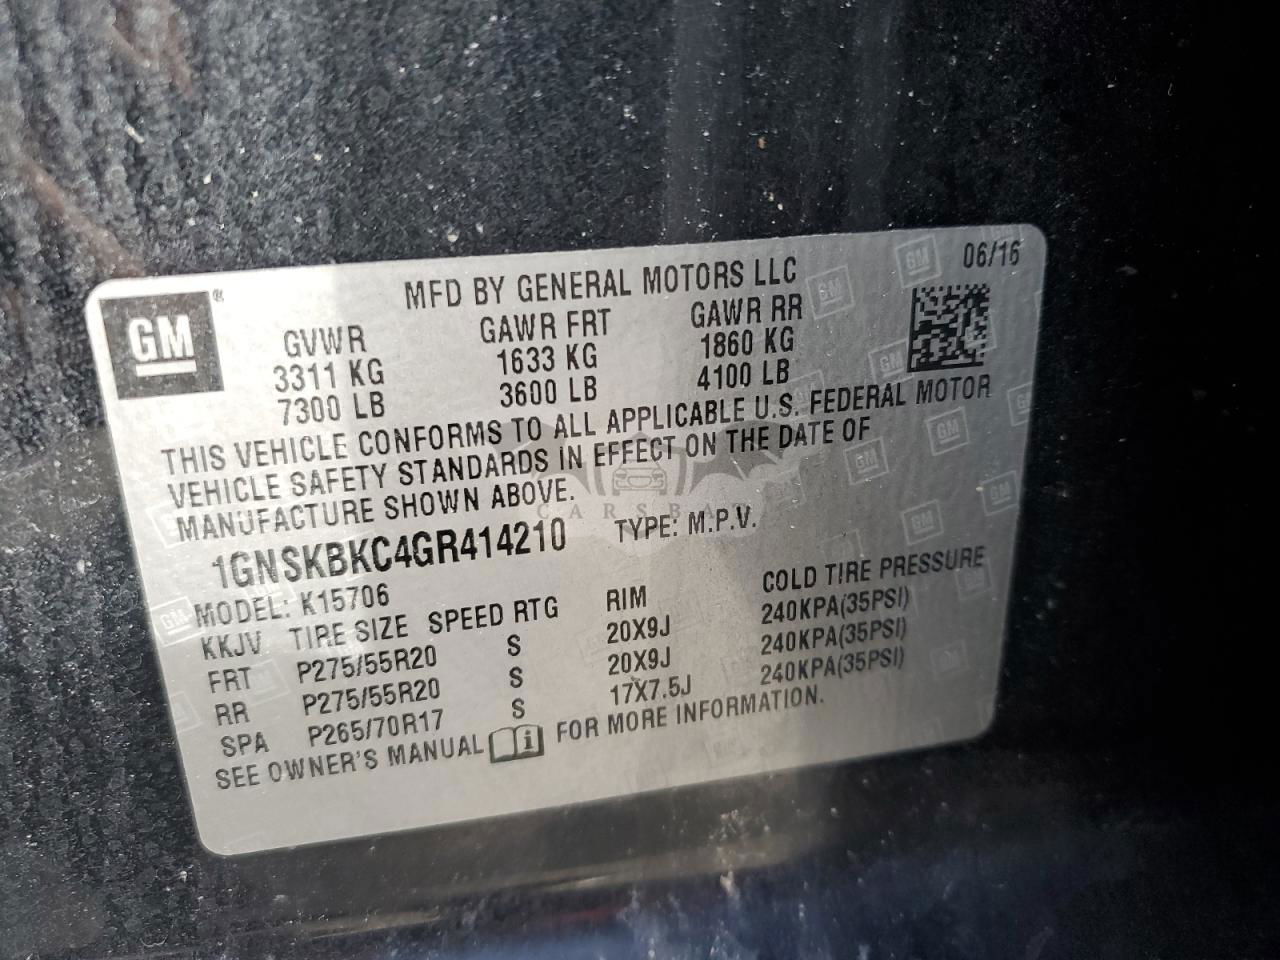 GM®
MFD BY GENERAL MOTORS LLC
06/16
GVWR GAWR FRT GAWR RR
3311 KG 1633 KG 1860 KG
7300 LB 3600 LB 4100 LB
THIS VEHICLE CONFORMS TO ALL APPLICABLE U.S. FEDERAL MOTOR
VEHICLE SAFETY STANDARDS IN EFFECT ON THE DATE OF
MANUFACTURE SHOWN ABOVE.
1GNSKBKC4GR414210 TYPE: M.P.V.
MODEL: K15706
KKJV TIRE SIZE SPEED RTG RIM COLD TIRE PRESSURE
FRT P275/55R20 S 20X9J 240KPA(35PSI)
RR P275/55R20 S 20X9J 240KPA(35PSI)
SPA P265/70R17 S 17X7.5J 240KPA(35PSI)
SEE OWNER'S MANUAL FOR MORE INFORMATION.